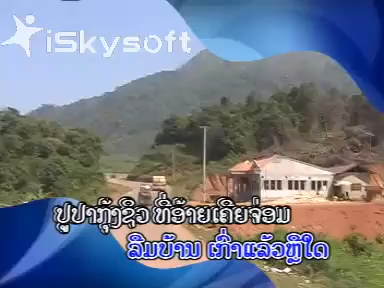 iSkysoft
ປູປາກຸ້ງຊິວ ທີ່ອ້າຍເຄີຍຈ່ອມ
ລືມບ້ານ ເກົ່າແລ້ວຫຼືໃດ